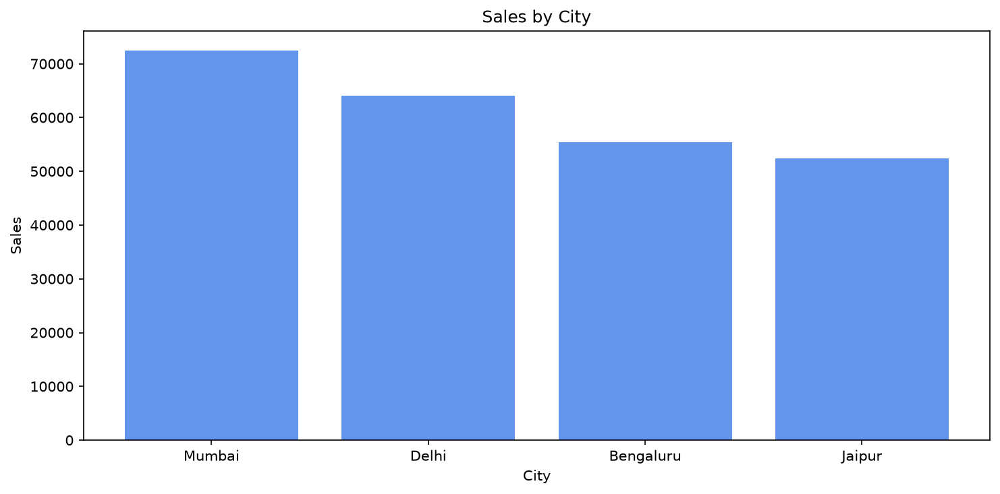 Sales by City
70000
60000
50000
40000
30000
20000
10000
0
Sales
Mumbai
Delhi
Bengaluru
Jaipur
City